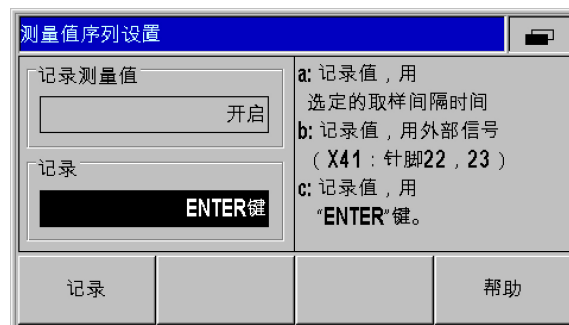 测量值序列设置
记录测量值
开启
记录
ENTER键
a: 记录值，用
选定的取样间隔时间
b: 记录值，用外部信号
（X41：针脚22，23）
c: 记录值，用
“ENTER”键。
记录
帮助